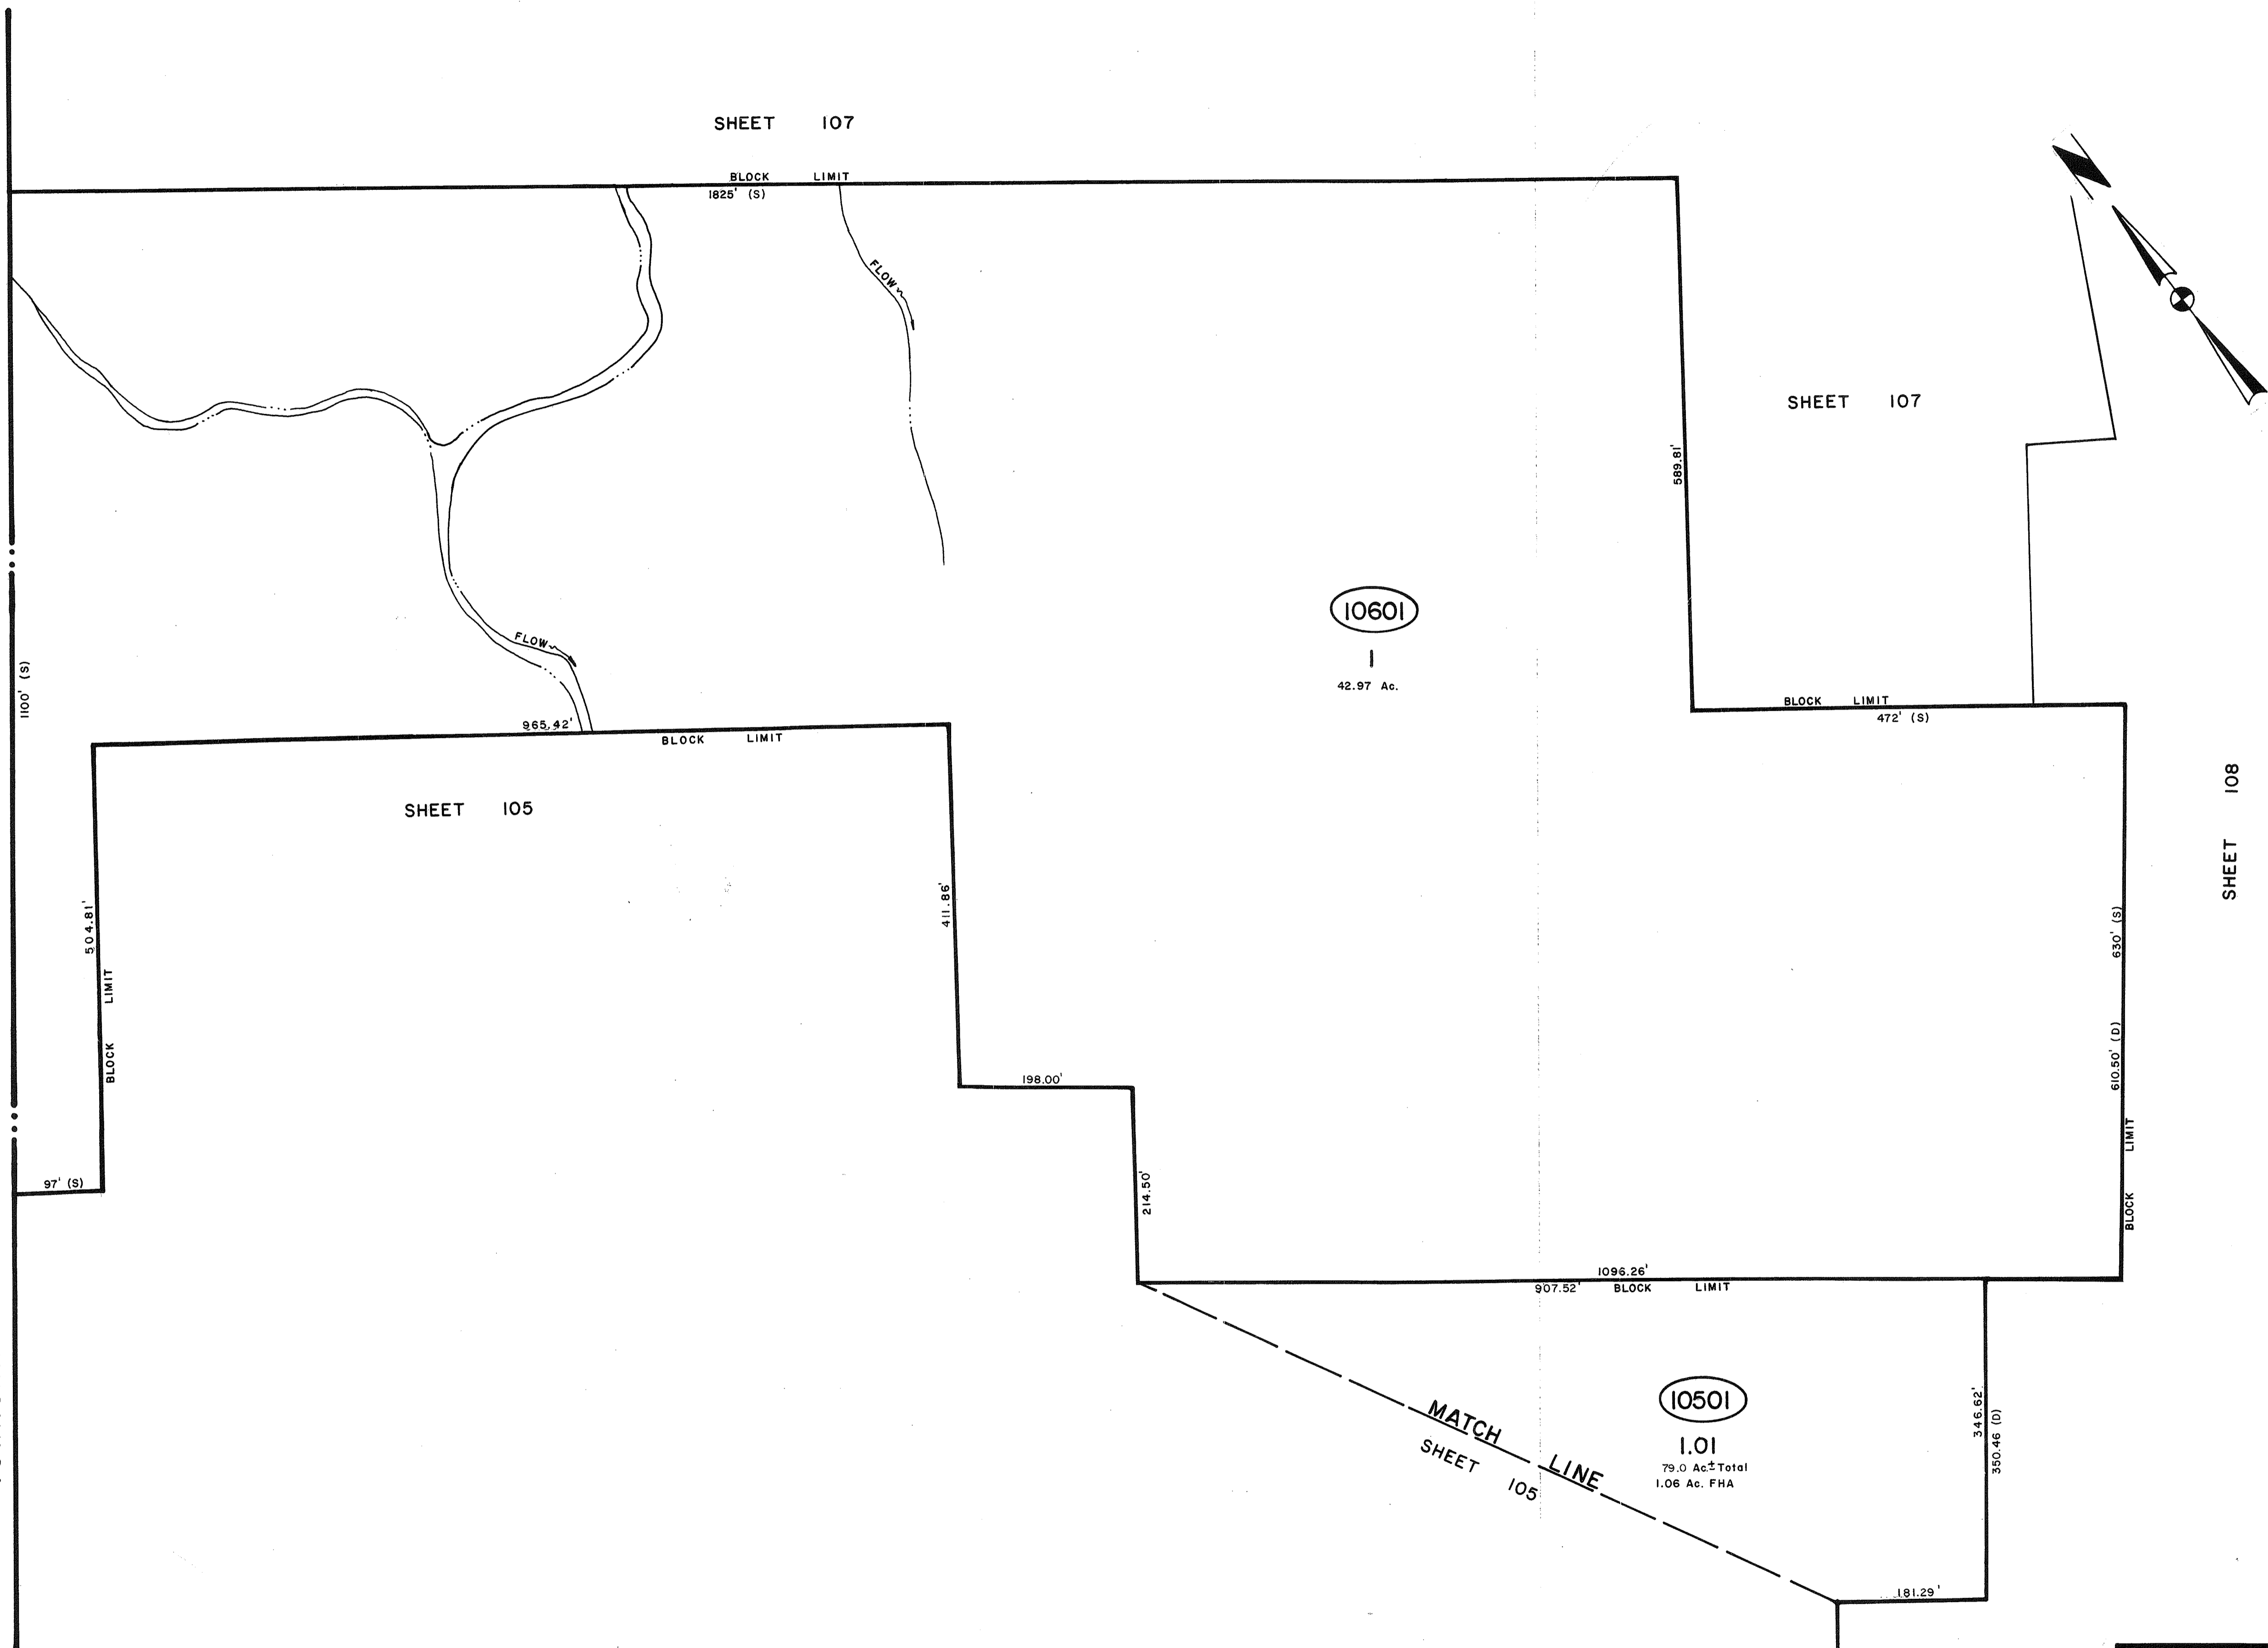 SHEET 107
BLOCK LIMIT
1825' (S)
N
FLOW
SHEET 107
589.81'
10601
1
42.97 Ac.
FLOW
1100' (S)
965.42'
BLOCK LIMIT
BLOCK LIMIT
472' (S)
SHEET 105
SHEET 108
504.81'
BLOCK LIMIT
411.86'
630' (S)
610.50' (D)
BLOCK LIMIT
198.00'
97' (S)
214.50'
1096.26'
907.52' BLOCK LIMIT
10501
1.01
79.0 Ac.± Total
1.06 Ac. FHA
346.62'
350.46 (D)
MATCH LINE
SHEET 105
181.29'